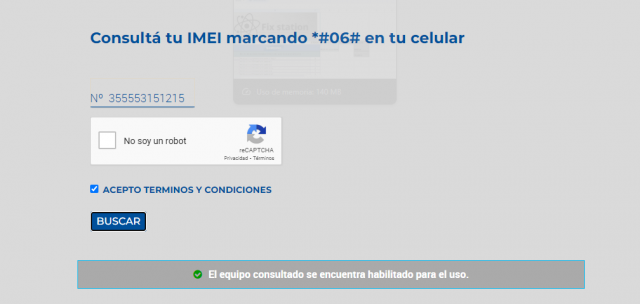 Consultá tu IMEI marcando *#06# en tu celular
Nº 355553151215
No soy un robot
reCAPTCHA
Privacidad - Términos
ACEPTO TERMINOS Y CONDICIONES
BUSCAR
El equipo consultado se encuentra habilitado para el uso.